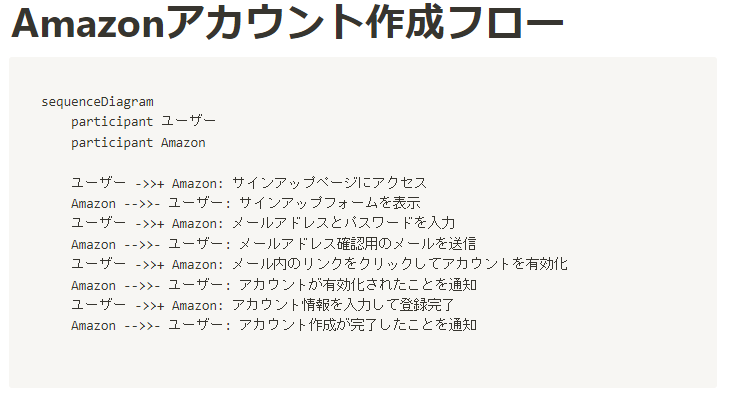 Amazonアカウント作成フロー
sequenceDiagram
participant ユーザー
participant Amazon
ユーザー ->>+ Amazon: サインアップページにアクセス
Amazon -->>- ユーザー: サインアップフォームを表示
ユーザー ->>+ Amazon: メールアドレスとパスワードを入力
Amazon -->>- ユーザー: メールアドレス確認用のメールを送信
ユーザー ->>+ Amazon: メール内のリンクをクリックしてアカウントを有効化
Amazon -->>- ユーザー: アカウントが有効化されたことを通知
ユーザー ->>+ Amazon: アカウント情報を入力して登録完了
Amazon -->>- ユーザー: アカウント作成が完了したことを通知